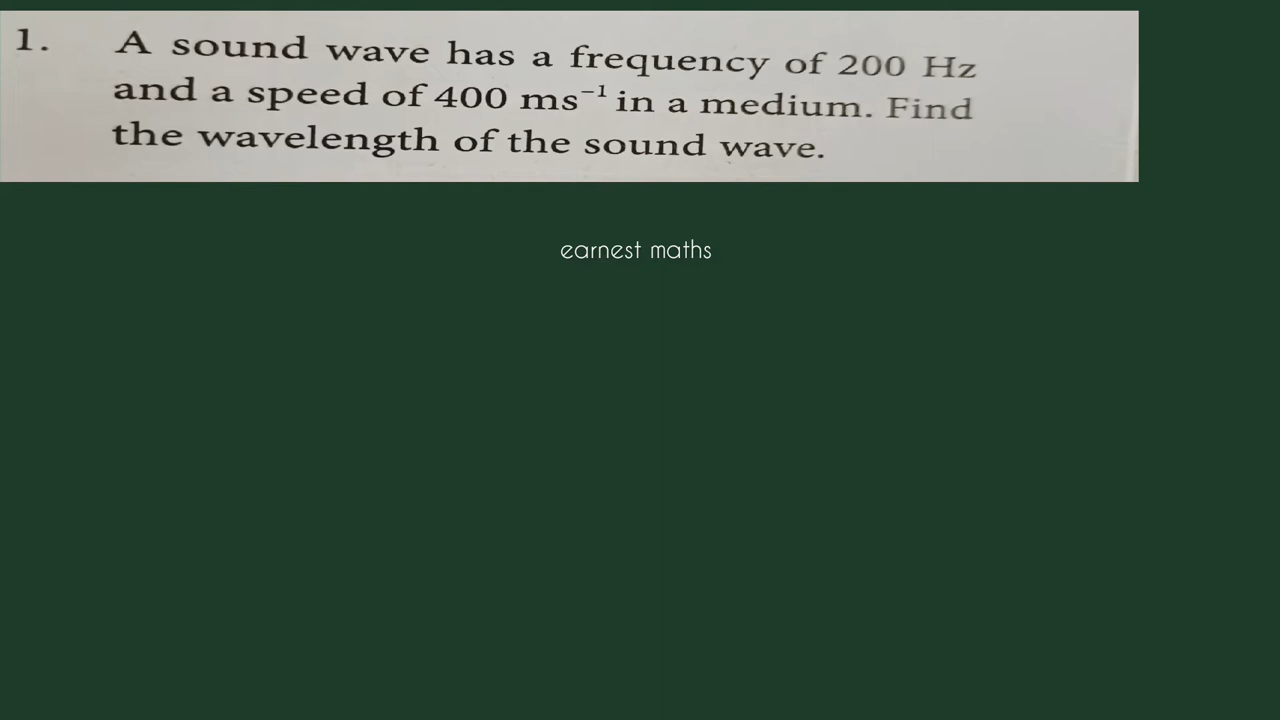 1. A sound wave has a frequency of 200 Hz
and a speed of 400 ms⁻¹ in a medium. Find
the wavelength of the sound wave.
earnest maths